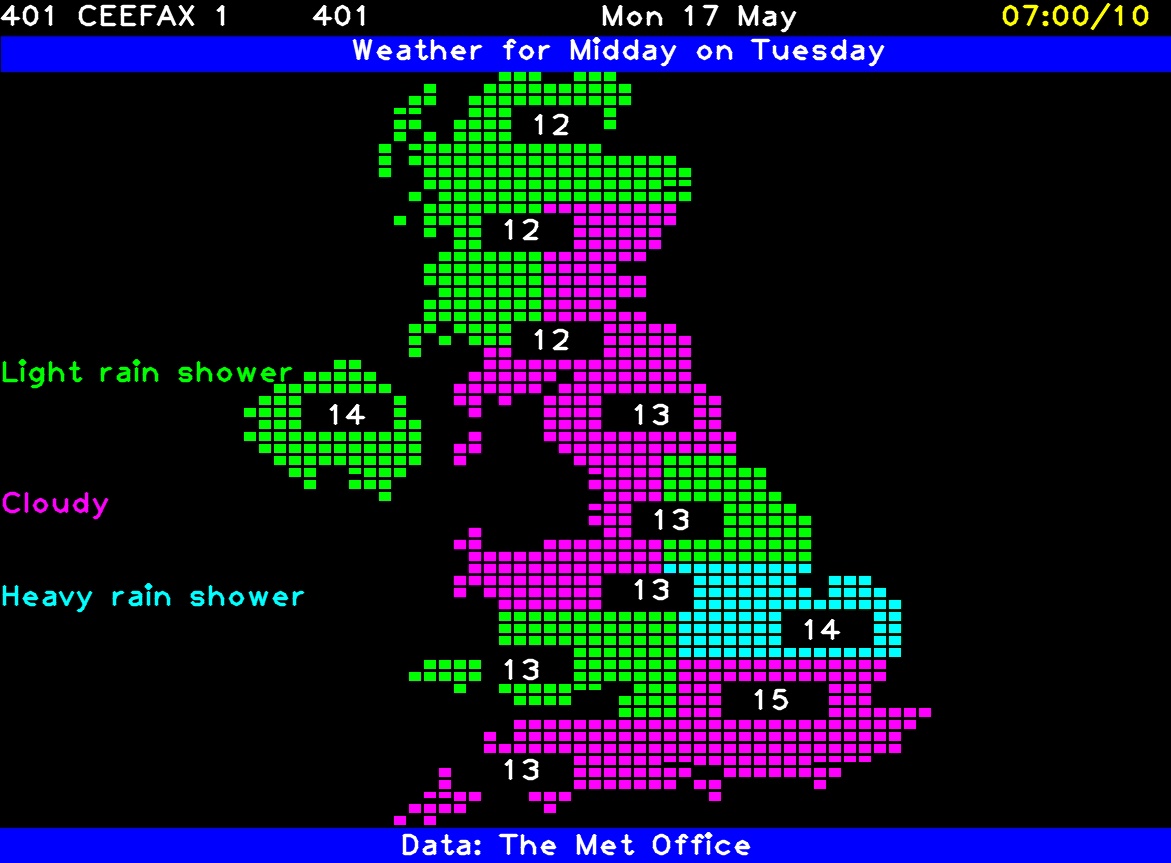 401 CEEFAX 1 401 Mon 17 May 07:00/10
Weather for Midday on Tuesday
12
12
12
Light rain shower
14 13
Cloudy
13
Heavy rain shower 13
14
13
15
13
Data: The Met Office